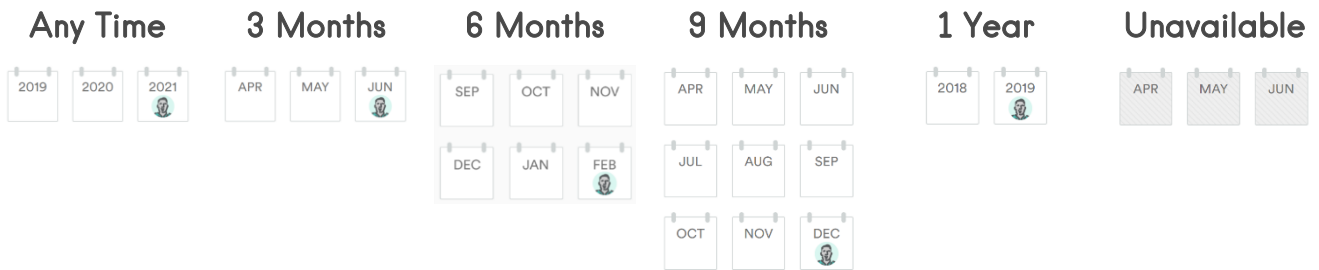 Any Time 3 Months 6 Months 9 Months 1 Year Unavailable
2019 2020 2021 APR MAY JUN SEP OCT NOV APR MAY JUN 2018 2019 APR MAY JUN
DEC JAN FEB JUL AUG SEP
OCT NOV DEC